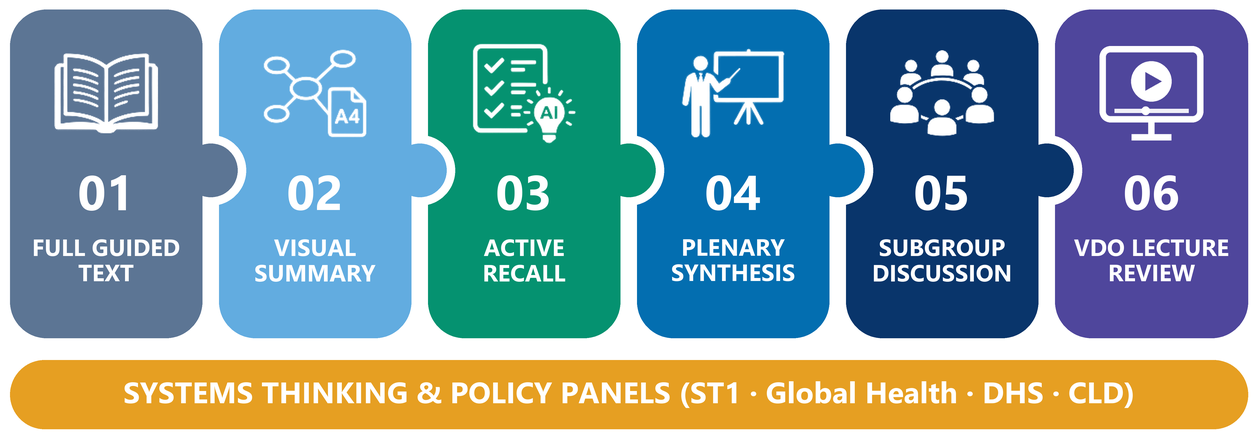 A4
AI
01
FULL GUIDED
TEXT
02
VISUAL
SUMMARY
03
ACTIVE
RECALL
04
PLENARY
SYNTHESIS
05
SUBGROUP
DISCUSSION
06
VDO LECTURE
REVIEW
SYSTEMS THINKING & POLICY PANELS (ST1 · Global Health · DHS · CLD)